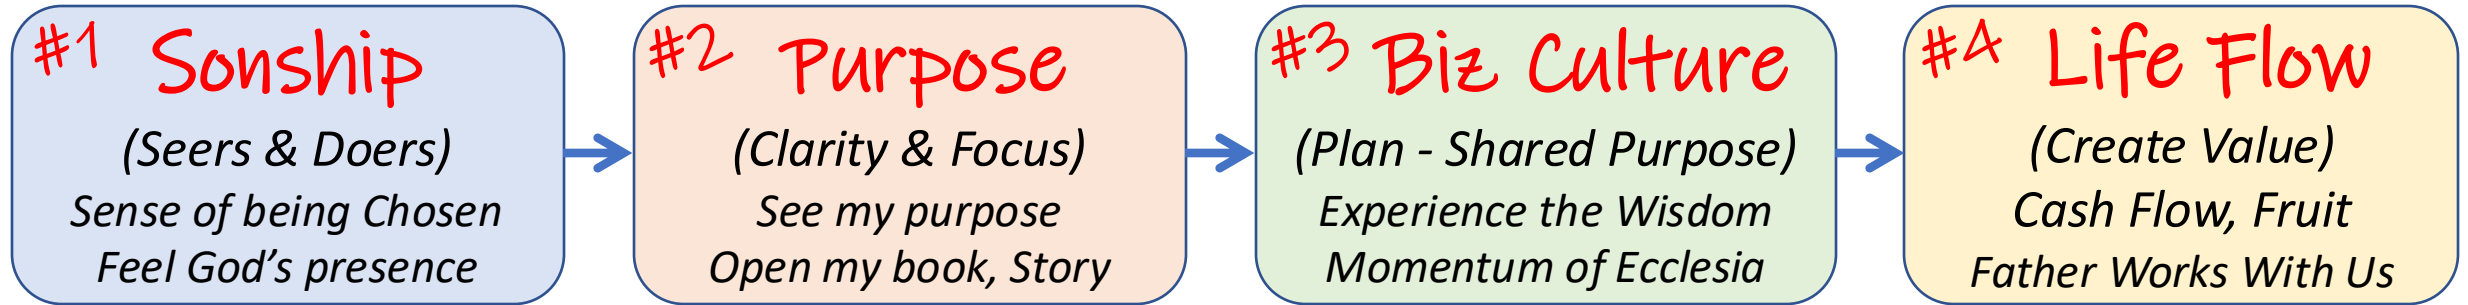 #1 Sonship
(Seers & Doers)
Sense of being Chosen
Feel God's presence
#2 Purpose
(Clarity & Focus)
See my purpose
Open my book, Story
#3 Biz Culture
(Plan - Shared Purpose)
Experience the Wisdom
Momentum of Ecclesia
#4 Life Flow
(Create Value)
Cash Flow, Fruit
Father Works With Us